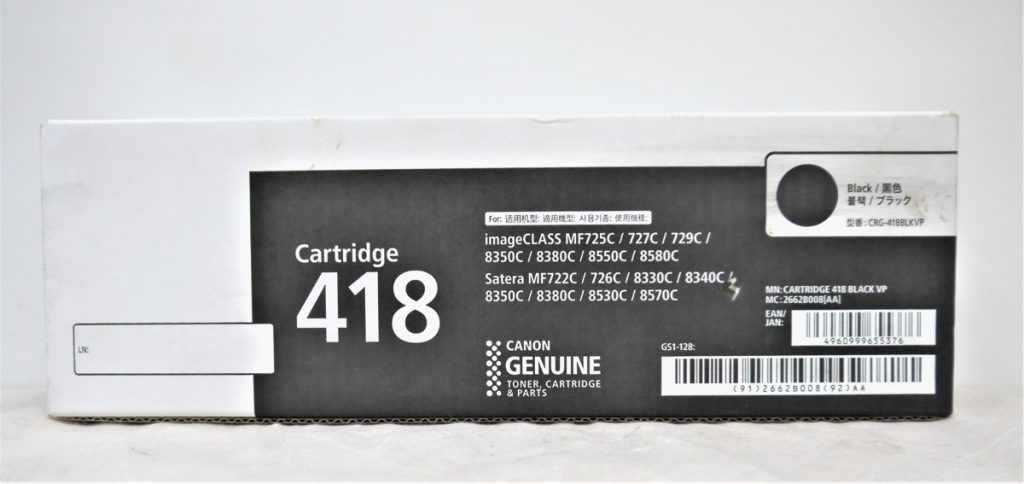 Black / 黑色
블랙 / ブラック
型番 : CRG-418BLKVP
For: 适用机型: 適用機型: 사용기종: 使用機種:
imageCLASS MF725C / 727C / 729C /
8350C / 8380C / 8550C / 8580C
Satera MF722C / 726C / 8330C / 8340C /
8350C / 8380C / 8530C / 8570C
Cartridge
418
MN: CARTRIDGE 418 BLACK VP
MC: 2662B008[AA]
EAN/
JAN:
4960999655376
LN:
CANON
GENUINE
TONER, CARTRIDGE
& PARTS
GS1-128:
(91)2662B008(92)AA